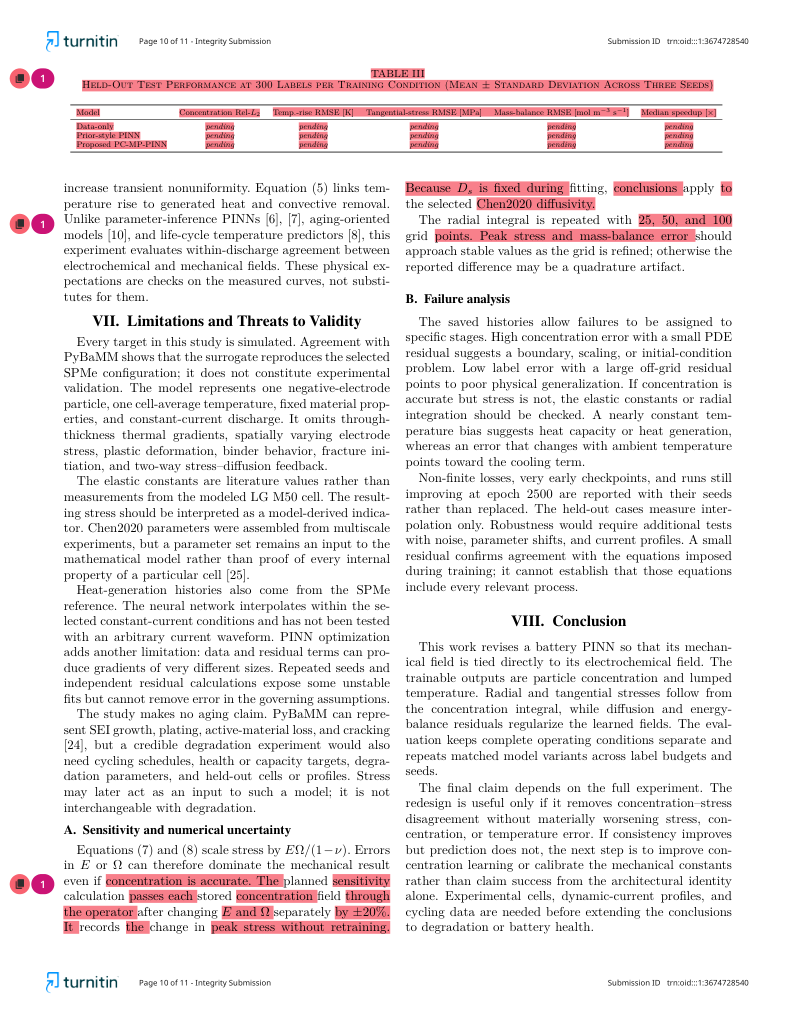 turnitin Page 10 of 11 - Integrity Submission Submission ID trn:oid:::1:3674728540
1
TABLE III
Held-Out Test Performance at 300 Labels per Training Condition (Mean ± Standard Deviation Across Three Seeds)
Model Concentration Rel-L₂ Temp.-rise RMSE [K] Tangential-stress RMSE [MPa] Mass-balance RMSE [mol m⁻³ s⁻¹] Median speedup [×]
Data-only pending pending pending pending pending
Prior-style PINN pending pending pending pending pending
Proposed PC-MP-PINN pending pending pending pending pending
increase transient nonuniformity. Equation (5) links tem-
perature rise to generated heat and convective removal.
1
Unlike parameter-inference PINNs [6], [7], aging-oriented
models [10], and life-cycle temperature predictors [8], this
experiment evaluates within-discharge agreement between
electrochemical and mechanical fields. These physical ex-
pectations are checks on the measured curves, not substi-
tutes for them.
VII. Limitations and Threats to Validity
Every target in this study is simulated. Agreement with
PyBaMM shows that the surrogate reproduces the selected
SPMe configuration; it does not constitute experimental
validation. The model represents one negative-electrode
particle, one cell-average temperature, fixed material prop-
erties, and constant-current discharge. It omits through-
thickness thermal gradients, spatially varying electrode
stress, plastic deformation, binder behavior, fracture ini-
tiation, and two-way stress–diffusion feedback.
The elastic constants are literature values rather than
measurements from the modeled LG M50 cell. The result-
ing stress should be interpreted as a model-derived indica-
tor. Chen2020 parameters were assembled from multiscale
experiments, but a parameter set remains an input to the
mathematical model rather than proof of every internal
property of a particular cell [25].
Heat-generation histories also come from the SPMe
reference. The neural network interpolates within the se-
lected constant-current conditions and has not been tested
with an arbitrary current waveform. PINN optimization
adds another limitation: data and residual terms can pro-
duce gradients of very different sizes. Repeated seeds and
independent residual calculations expose some unstable
fits but cannot remove error in the governing assumptions.
The study makes no aging claim. PyBaMM can repre-
sent SEI growth, plating, active-material loss, and cracking
[24], but a credible degradation experiment would also
need cycling schedules, health or capacity targets, degra-
dation parameters, and held-out cells or profiles. Stress
may later act as an input to such a model; it is not
interchangeable with degradation.
A. Sensitivity and numerical uncertainty
Equations (7) and (8) scale stress by EΩ/(1−ν). Errors
in E or Ω can therefore dominate the mechanical result
1
even if concentration is accurate. The planned sensitivity
calculation passes each stored concentration field through
the operator after changing E and Ω separately by ±20%.
It records the change in peak stress without retraining.
Because Dₛ is fixed during fitting, conclusions apply to
the selected Chen2020 diffusivity.
The radial integral is repeated with 25, 50, and 100
grid points. Peak stress and mass-balance error should
approach stable values as the grid is refined; otherwise the
reported difference may be a quadrature artifact.
B. Failure analysis
The saved histories allow failures to be assigned to
specific stages. High concentration error with a small PDE
residual suggests a boundary, scaling, or initial-condition
problem. Low label error with a large off-grid residual
points to poor physical generalization. If concentration is
accurate but stress is not, the elastic constants or radial
integration should be checked. A nearly constant tem-
perature bias suggests heat capacity or heat generation,
whereas an error that changes with ambient temperature
points toward the cooling term.
Non-finite losses, very early checkpoints, and runs still
improving at epoch 2500 are reported with their seeds
rather than replaced. The held-out cases measure inter-
polation only. Robustness would require additional tests
with noise, parameter shifts, and current profiles. A small
residual confirms agreement with the equations imposed
during training; it cannot establish that those equations
include every relevant process.
VIII. Conclusion
This work revises a battery PINN so that its mechan-
ical field is tied directly to its electrochemical field. The
trainable outputs are particle concentration and lumped
temperature. Radial and tangential stresses follow from
the concentration integral, while diffusion and energy-
balance residuals regularize the learned fields. The eval-
uation keeps complete operating conditions separate and
repeats matched model variants across label budgets and
seeds.
The final claim depends on the full experiment. The
redesign is useful only if it removes concentration–stress
disagreement without materially worsening stress, con-
centration, or temperature error. If consistency improves
but prediction does not, the next step is to improve con-
centration learning or calibrate the mechanical constants
rather than claim success from the architectural identity
alone. Experimental cells, dynamic-current profiles, and
cycling data are needed before extending the conclusions
to degradation or battery health.
turnitin Page 10 of 11 - Integrity Submission Submission ID trn:oid:::1:3674728540